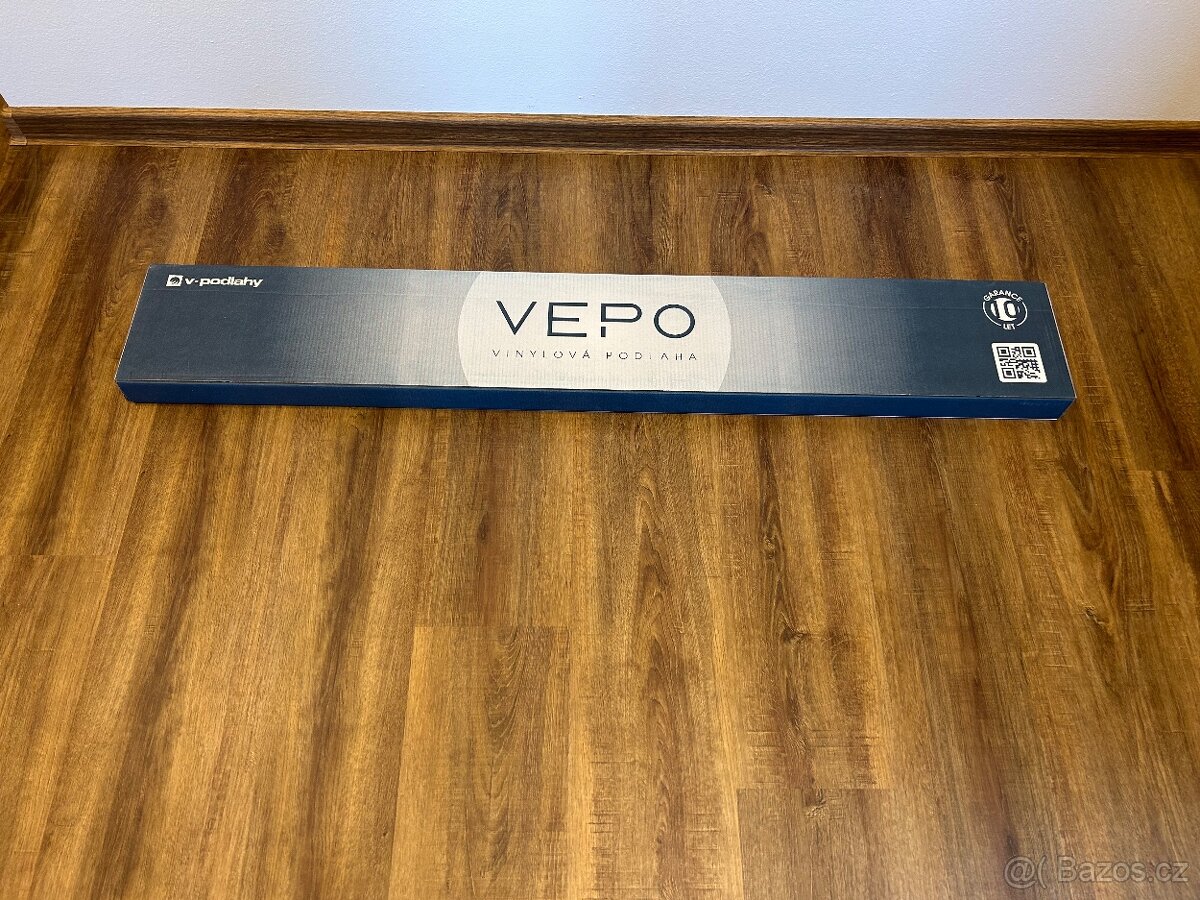 v-podlahy
VEPO
VINYLOVÁ PODLAHA
GARANCE
10
LET
@( Bazos.cz